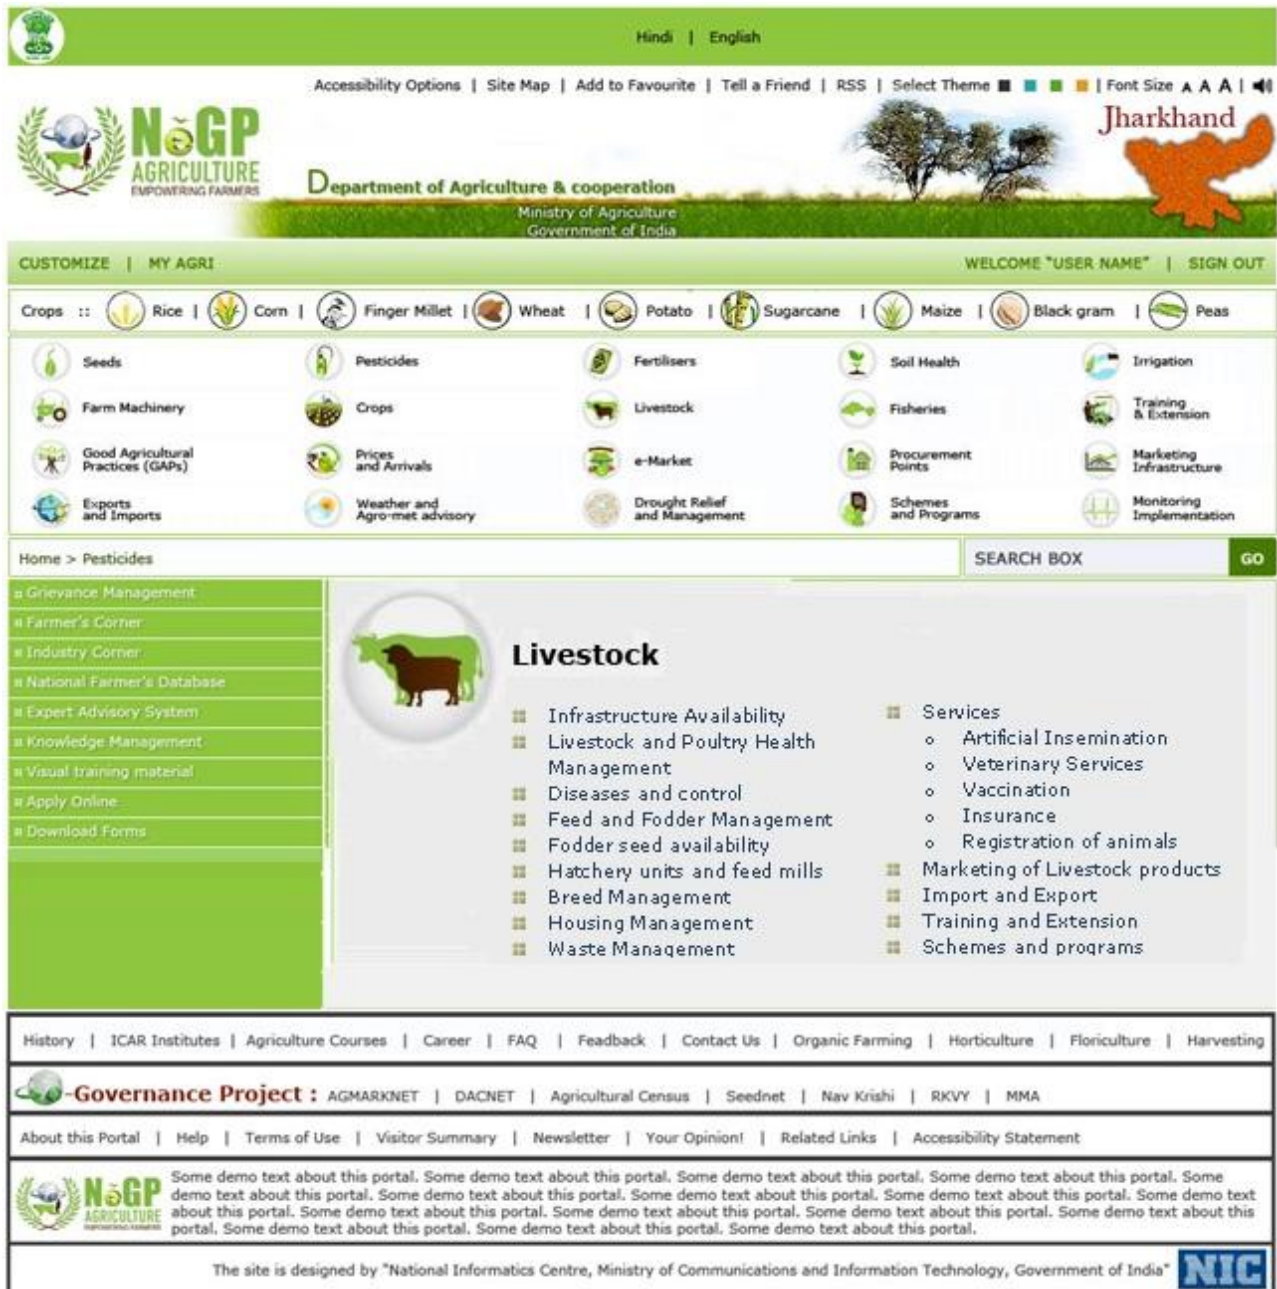 Hindi | English
Accessibility Options | Site Map | Add to Favourite | Tell a Friend | RSS | Select Theme | Font Size A A A |
Jharkhand
NeGP
AGRICULTURE
EMPOWERING FARMERS
Department of Agriculture & cooperation
Ministry of Agriculture
Government of India
CUSTOMIZE | MY AGRI
WELCOME "USER NAME" | SIGN OUT
Crops :: Rice | Corn | Finger Millet | Wheat | Potato | Sugarcane | Maize | Black gram | Peas
Seeds
Pesticides
Fertilisers
Soil Health
Irrigation
Farm Machinery
Crops
Livestock
Fisheries
Training
& Extension
Good Agricultural
Practices (GAPs)
Prices
and Arrivals
e-Market
Procurement
Points
Marketing
Infrastructure
Exports
and Imports
Weather and
Agro-met advisory
Drought Relief
and Management
Schemes
and Programs
Monitoring
Implementation
Home > Pesticides
SEARCH BOX
GO
Grievance Management
Farmer's Corner
Industry Corner
National Farmer's Database
Expert Advisory System
Knowledge Management
Visual training material
Apply Online
Download Forms
Livestock
Infrastructure Availability
Livestock and Poultry Health
Management
Diseases and control
Feed and Fodder Management
Fodder seed availability
Hatchery units and feed mills
Breed Management
Housing Management
Waste Management
Services
Artificial Insemination
Veterinary Services
Vaccination
Insurance
Registration of animals
Marketing of Livestock products
Import and Export
Training and Extension
Schemes and programs
History | ICAR Institutes | Agriculture Courses | Career | FAQ | Feadback | Contact Us | Organic Farming | Horticulture | Floriculture | Harvesting
e-Governance Project : AGMARKNET | DACNET | Agricultural Census | Seednet | Nav Krishi | RKVY | MMA
About this Portal | Help | Terms of Use | Visitor Summary | Newsletter | Your Opinion! | Related Links | Accessibility Statement
NeGP
AGRICULTURE
EMPOWERING FARMERS
Some demo text about this portal. Some demo text about this portal. Some demo text about this portal. Some demo text about this portal. Some
demo text about this portal. Some demo text about this portal. Some demo text about this portal. Some demo text about this portal. Some demo text
about this portal. Some demo text about this portal. Some demo text about this portal. Some demo text about this portal. Some demo text about this
portal. Some demo text about this portal. Some demo text about this portal. Some demo text about this portal.
The site is designed by "National Informatics Centre, Ministry of Communications and Information Technology, Government of India"
NIC